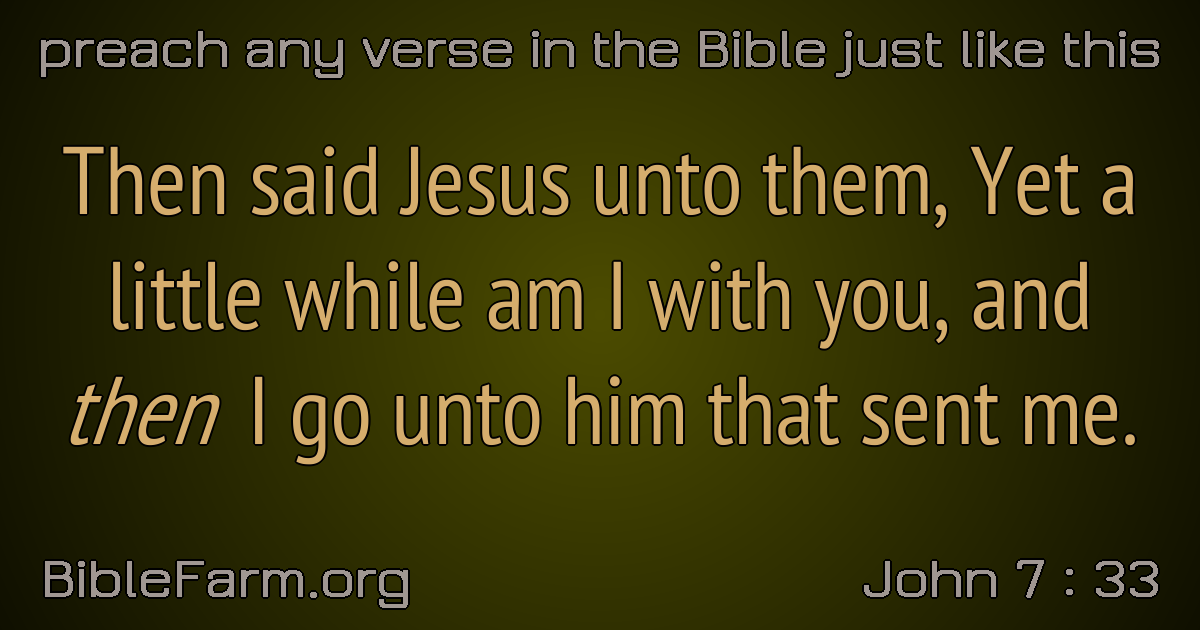 preach any verse in the Bible just like this
Then said Jesus unto them, Yet a
little while am I with you, and
then I go unto him that sent me.
BibleFarm.org
John 7 : 33